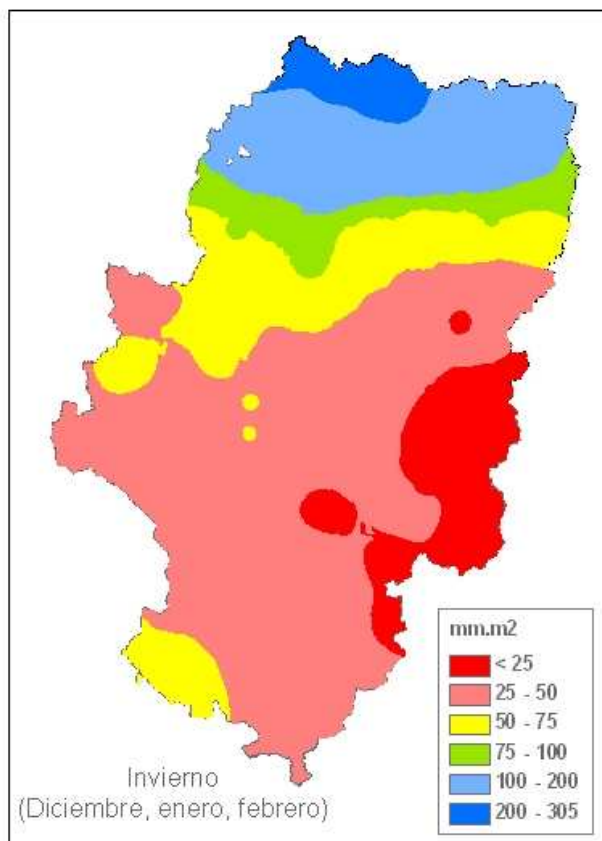 mm.m2
< 25
25 - 50
50 - 75
75 - 100
100 - 200
200 - 305
Invierno
(Diciembre, enero, febrero)